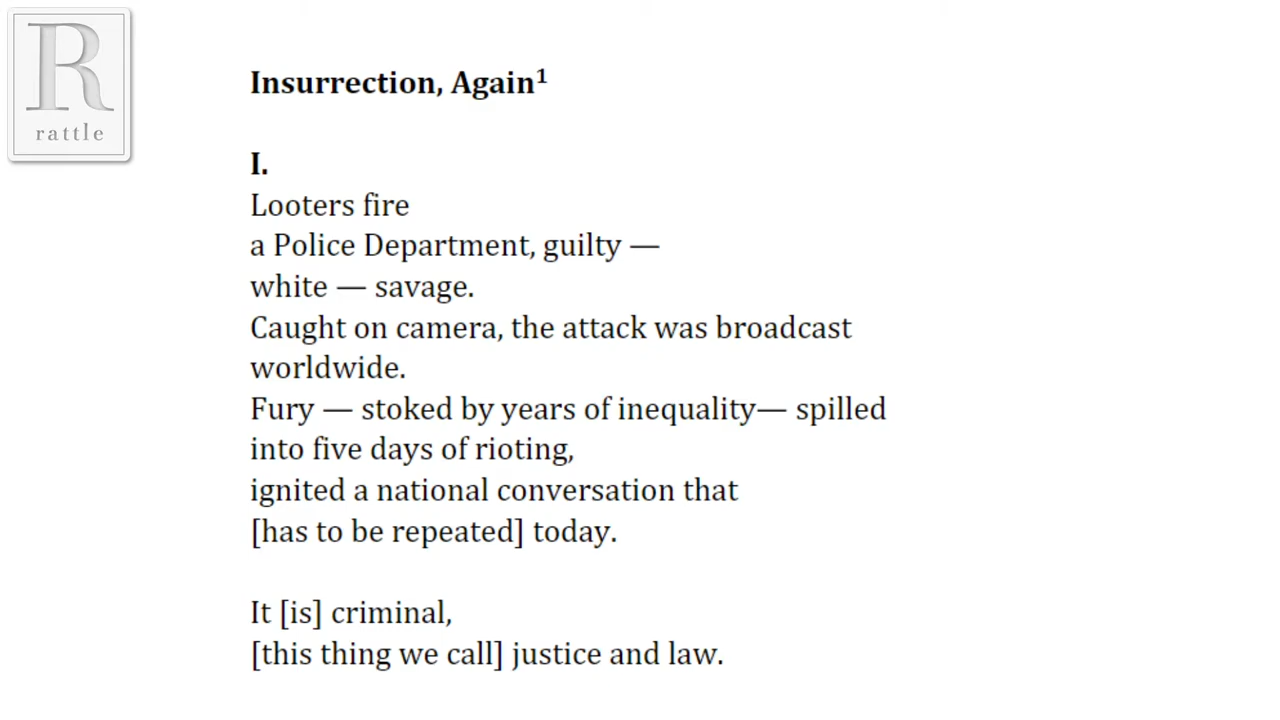 R
rattle
Insurrection, Again¹
I.
Looters fire
a Police Department, guilty —
white — savage.
Caught on camera, the attack was broadcast
worldwide.
Fury — stoked by years of inequality— spilled
into five days of rioting,
ignited a national conversation that
[has to be repeated] today.
It [is] criminal,
[this thing we call] justice and law.